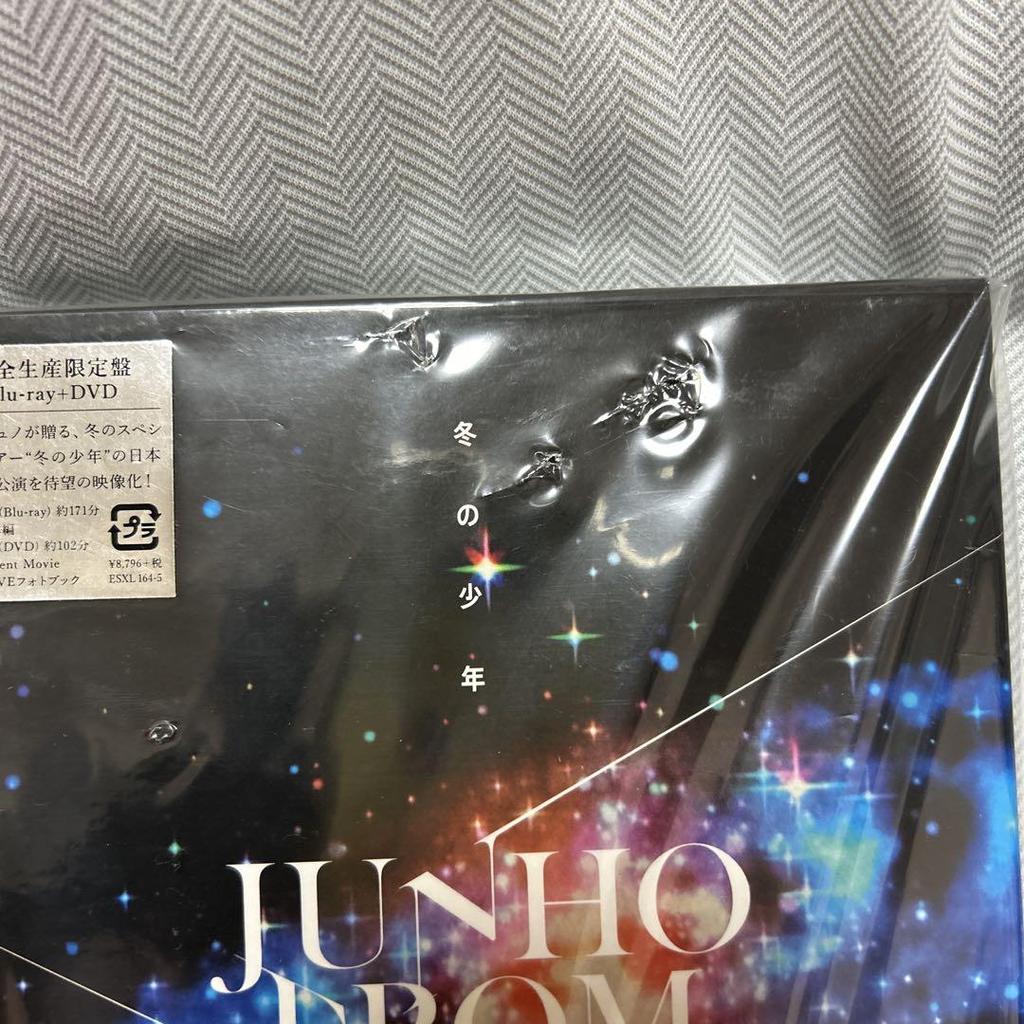 全生産限定盤
lu-ray+DVD
ュノが贈る、冬のスペシ
アー“冬の少年”の日本
公演を待望の映像化!
(Blu-ray) 約171分
編
(DVD) 約102分
ent Movie
VEフォトブック
プラ
¥8,796+税
ESXL 164-5
冬の少年
JUNHO
FROM